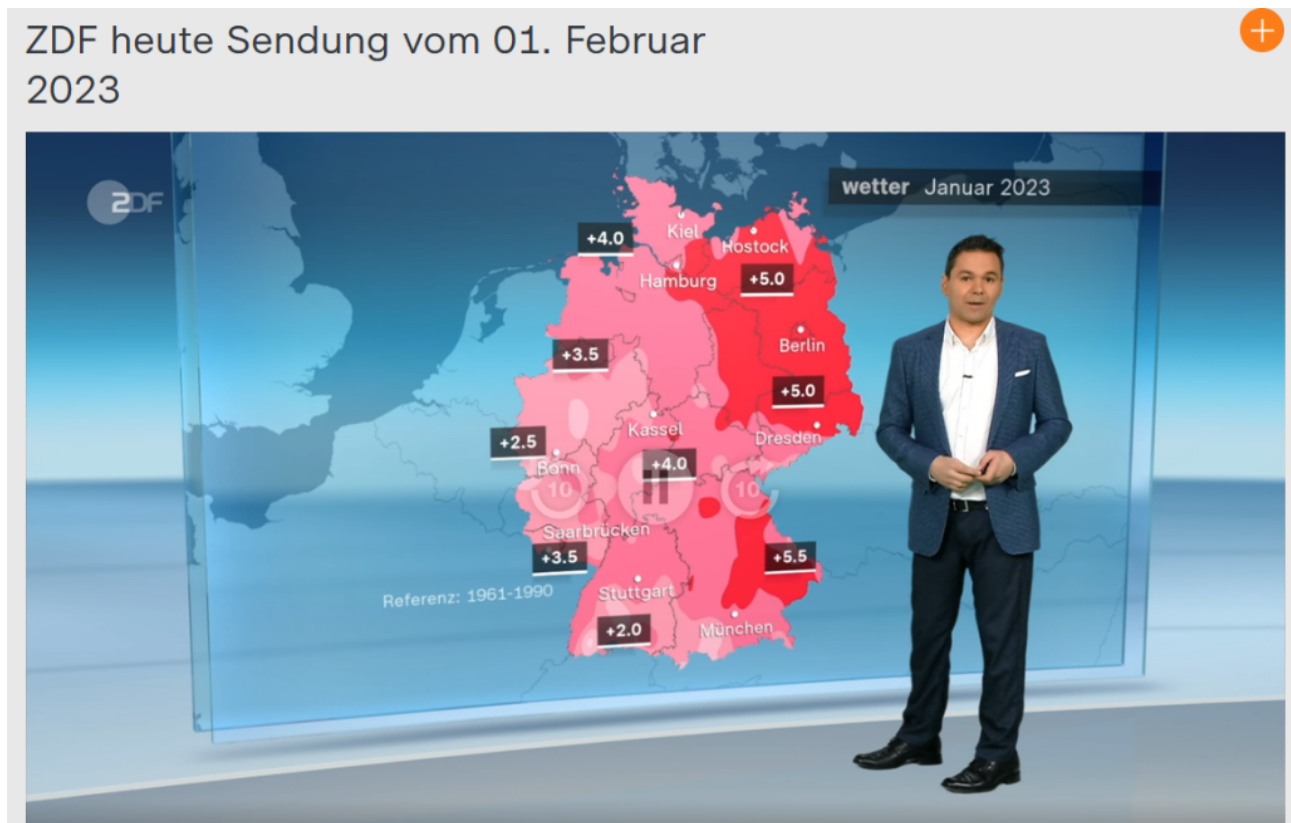 ZDF heute Sendung vom 01. Februar
2023
ZDF
wetter Januar 2023
+4.0
Kiel
Rostock
Hamburg
+5.0
+3.5
Berlin
+5.0
Kassel
+2.5
Dresden
Bonn
+4.0
10
10
Saarbrücken
+3.5
+5.5
Referenz: 1961-1990
Stuttgart
+2.0
München